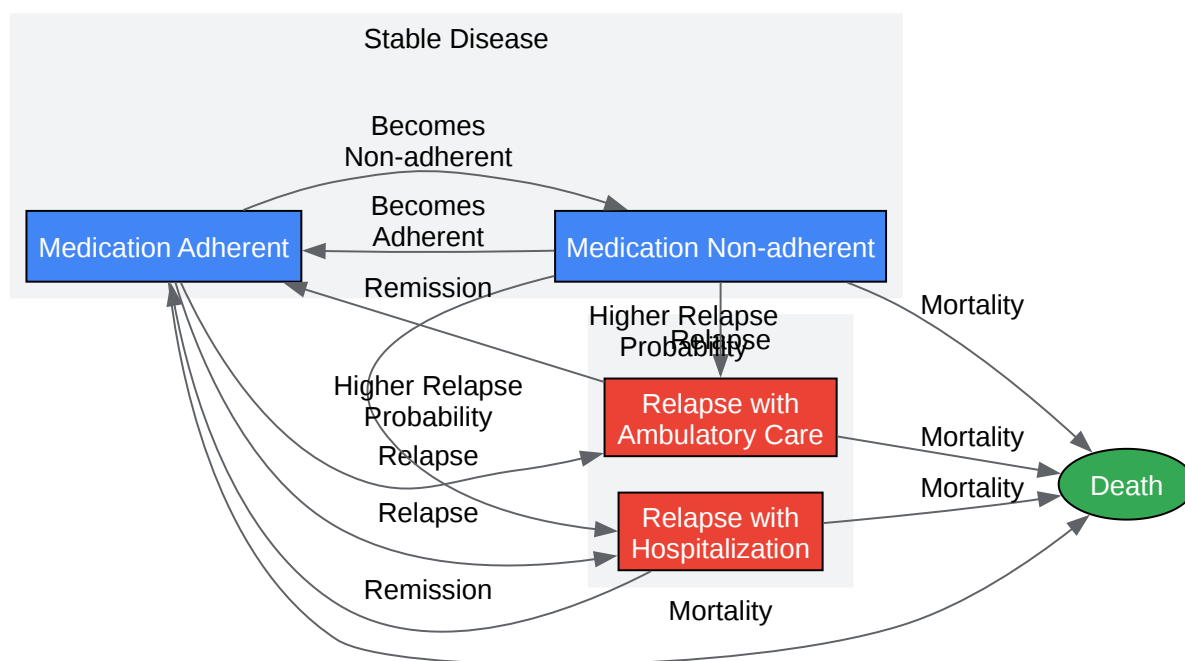 Stable Disease
Becomes
Non-adherent
Becomes
Adherent
Medication Adherent
Medication Non-adherent
Remission
Mortality
Higher Relapse
Probability
Relapse
Higher Relapse
Probability
Relapse with
Ambulatory Care
Relapse
Mortality
Mortality
Death
Relapse
Relapse with
Hospitalization
Remission
Mortality